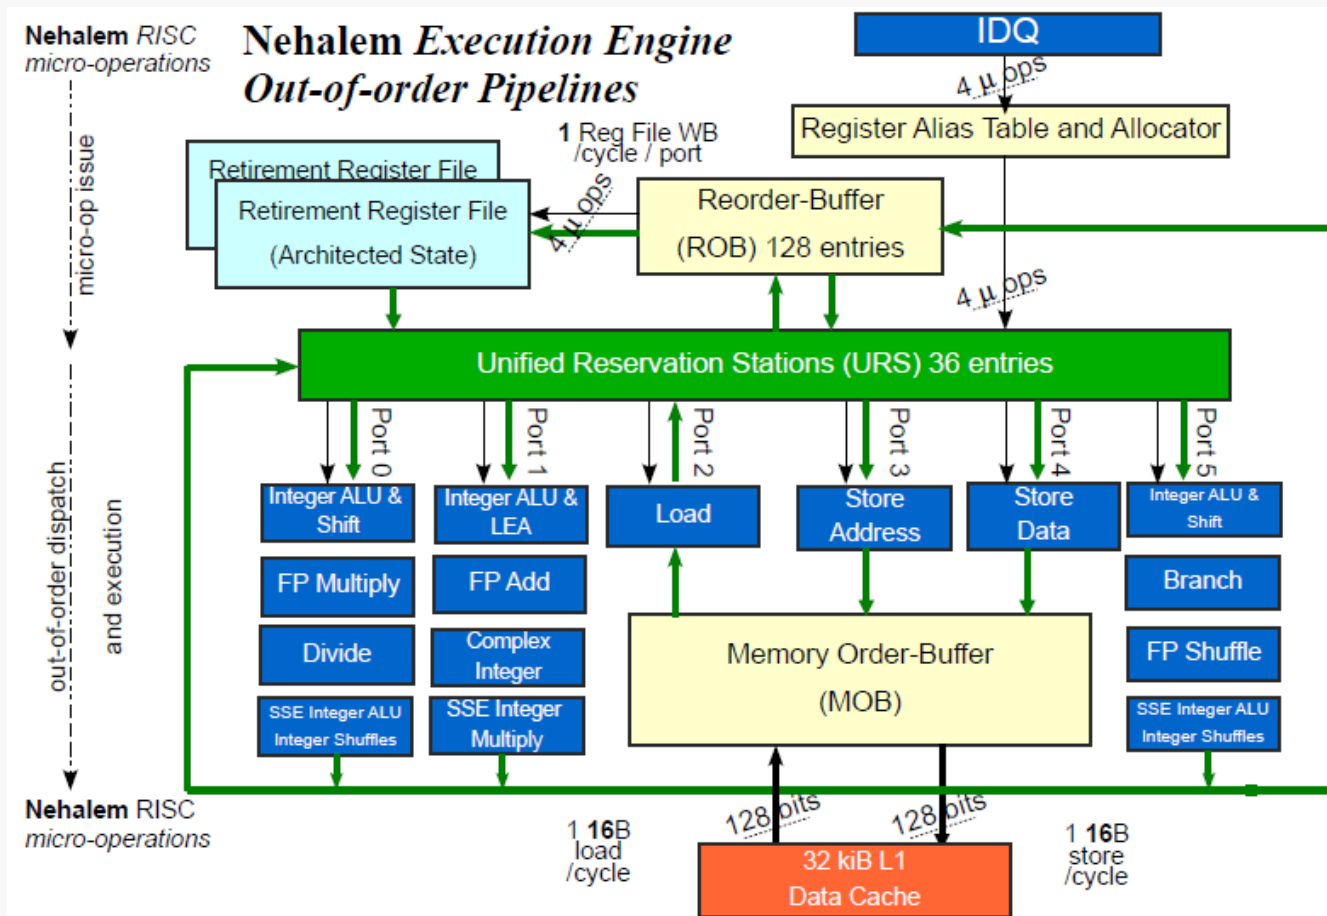 Nehalem RISC
micro-operations
Nehalem Execution Engine
Out-of-order Pipelines
IDQ
4 μ ops
Register Alias Table and Allocator
1 Reg File WB
/cycle / port
micro-op issue
Retirement Register File
Retirement Register File
(Architected State)
4 μ ops
Reorder-Buffer
(ROB) 128 entries
4 μ ops
Unified Reservation Stations (URS) 36 entries
Port 0
Port 1
Port 2
Port 3
Port 4
Port 5
out-of-order dispatch
and execution
Integer ALU &
Shift
Integer ALU &
LEA
Load
Store
Address
Store
Data
Integer ALU &
Shift
FP Multiply
FP Add
Branch
Divide
Complex
Integer
Memory Order-Buffer
(MOB)
FP Shuffle
SSE Integer ALU
Integer Shuffles
SSE Integer
Multiply
SSE Integer ALU
Integer Shuffles
Nehalem RISC
micro-operations
1 16B
load
/cycle
128 bits
128 bits
1 16B
store
/cycle
32 kiB L1
Data Cache